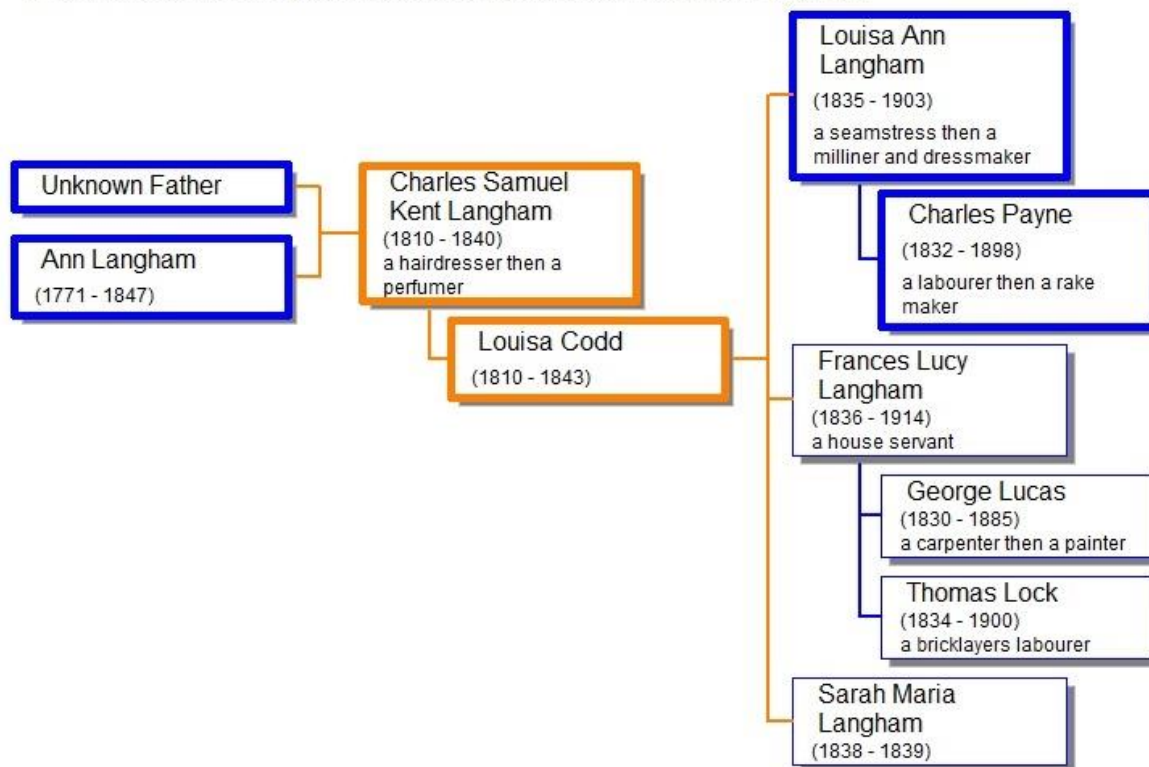 Unknown Father
Ann Langham
(1771 - 1847)
Charles Samuel
Kent Langham
(1810 - 1840)
a hairdresser then a
perfumer
Louisa Codd
(1810 - 1843)
Louisa Ann
Langham
(1835 - 1903)
a seamstress then a
milliner and dressmaker
Charles Payne
(1832 - 1898)
a labourer then a rake
maker
Frances Lucy
Langham
(1836 - 1914)
a house servant
George Lucas
(1830 - 1885)
a carpenter then a painter
Thomas Lock
(1834 - 1900)
a bricklayers labourer
Sarah Maria
Langham
(1838 - 1839)